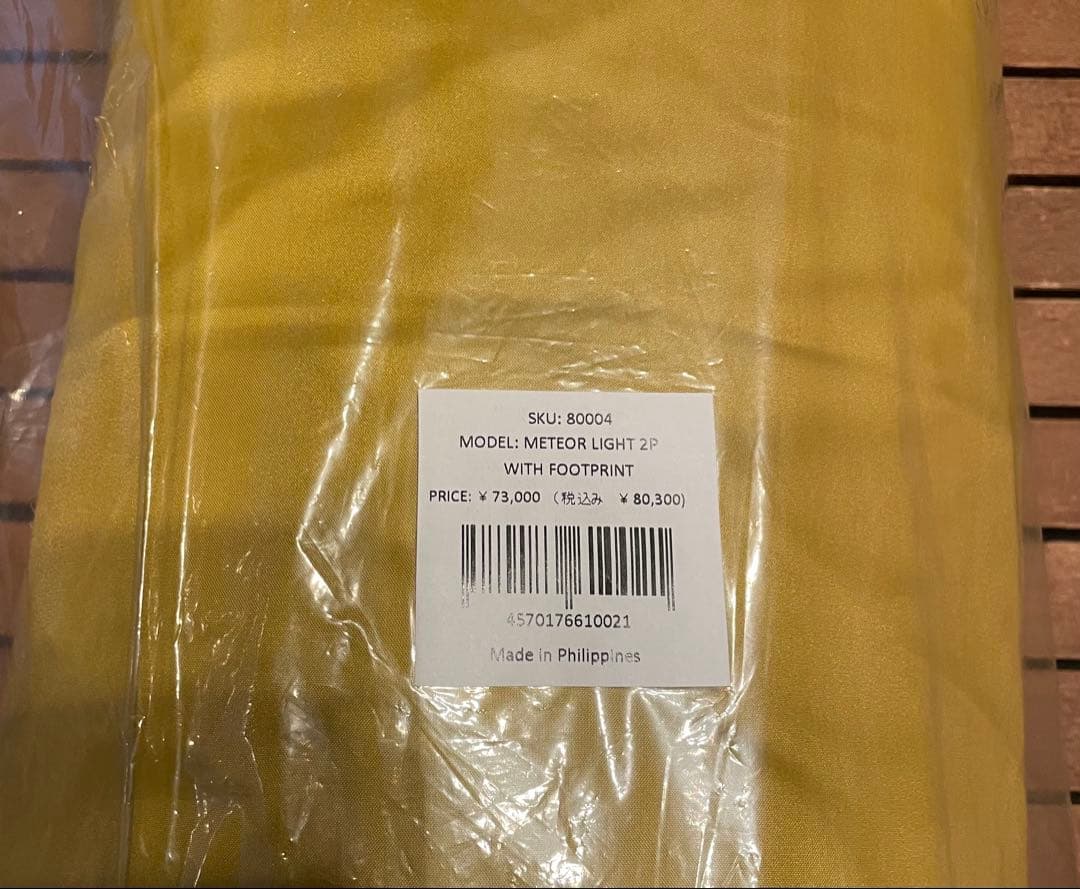 SKU: 80004
MODEL: METEOR LIGHT 2P
WITH FOOTPRINT
PRICE: ¥ 73,000 （税込み ¥ 80,300)
4570176610021
Made in Philippines